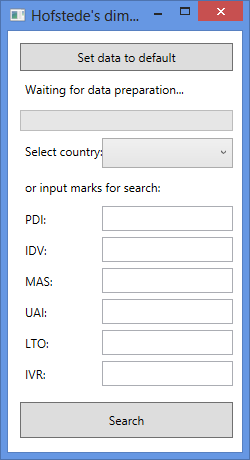 Hofstede's dim...
Set data to default
Waiting for data preparation...
Select country:
or input marks for search:
PDI:
IDV:
MAS:
UAI:
LTO:
IVR:
Search